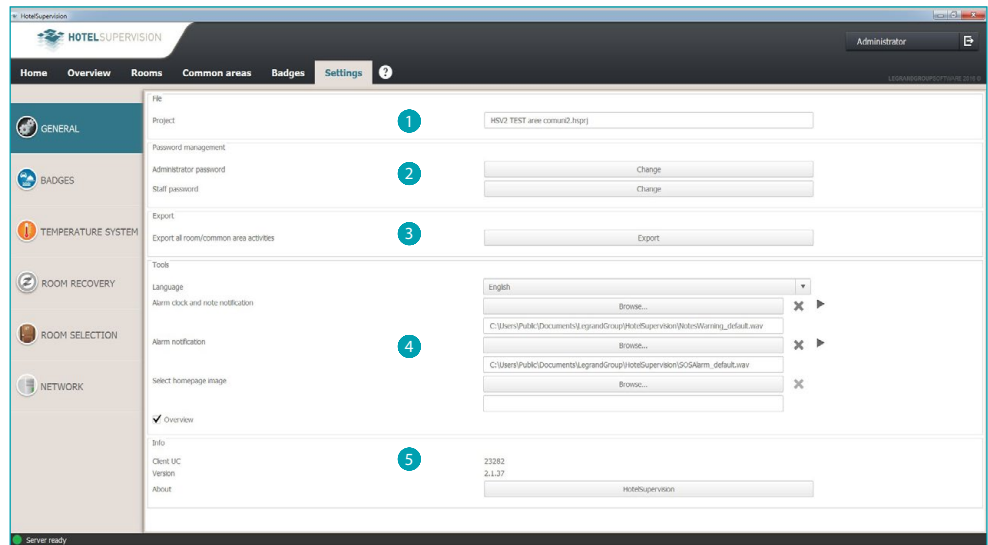 HotelSupervision
HOTELSUPERVISION
Administrator
Home Overview Rooms Common areas Badges Settings ?
LEGRANDGROUPSOFTWARE 2016 ©
GENERAL
BADGES
TEMPERATURE SYSTEM
ROOM RECOVERY
ROOM SELECTION
NETWORK
File
Project 1 HSV2 TEST aree comuni2.hsprj
Password management
Administrator password Change
2
Staff password Change
Export
Export all room/common area activities 3 Export
Tools
Language English
Alarm clock and note notification Browse...
C:\Users\Public\Documents\LegrandGroup\HotelSupervision\NotesWarning_default.wav
Alarm notification 4 Browse...
C:\Users\Public\Documents\LegrandGroup\HotelSupervision\SOSAlarm_default.wav
Select homepage image Browse...
Overview
Info
Client UC 5 23282
Version 2.1.37
About HotelSupervision
Server ready